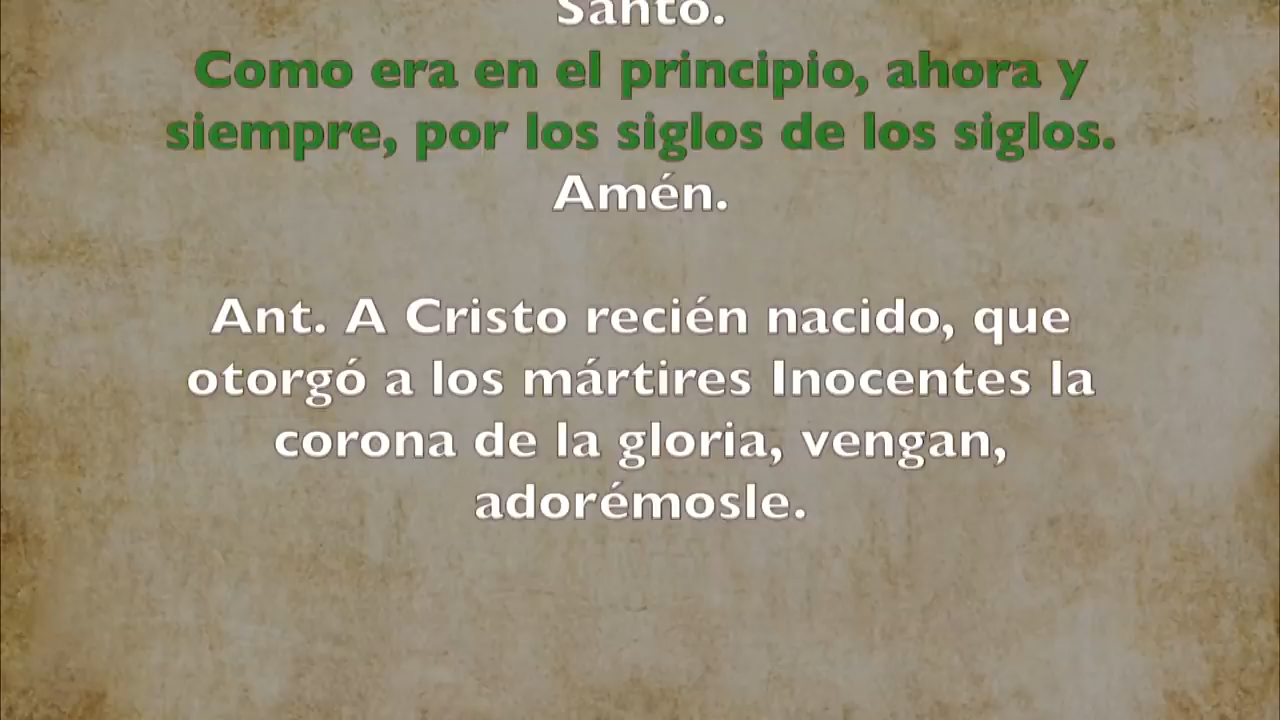 Santo.
Como era en el principio, ahora y
siempre, por los siglos de los siglos.
Amén.
Ant. A Cristo recién nacido, que
otorgó a los mártires Inocentes la
corona de la gloria, vengan,
adorémosle.